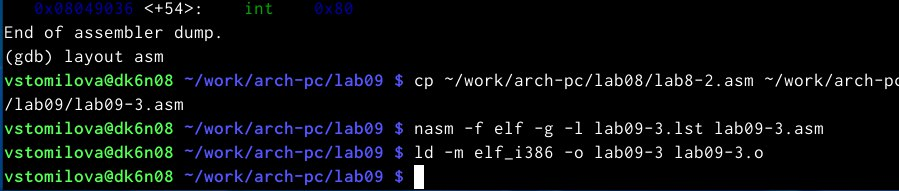 0x08049036 <+54>: int 0x80
End of assembler dump.
(gdb) layout asm
vstomilova@dk6n08 ~/work/arch-pc/lab09 $ cp ~/work/arch-pc/lab08/lab8-2.asm ~/work/arch-pc
/lab09/lab09-3.asm
vstomilova@dk6n08 ~/work/arch-pc/lab09 $ nasm -f elf -g -l lab09-3.lst lab09-3.asm
vstomilova@dk6n08 ~/work/arch-pc/lab09 $ ld -m elf_i386 -o lab09-3 lab09-3.o
vstomilova@dk6n08 ~/work/arch-pc/lab09 $